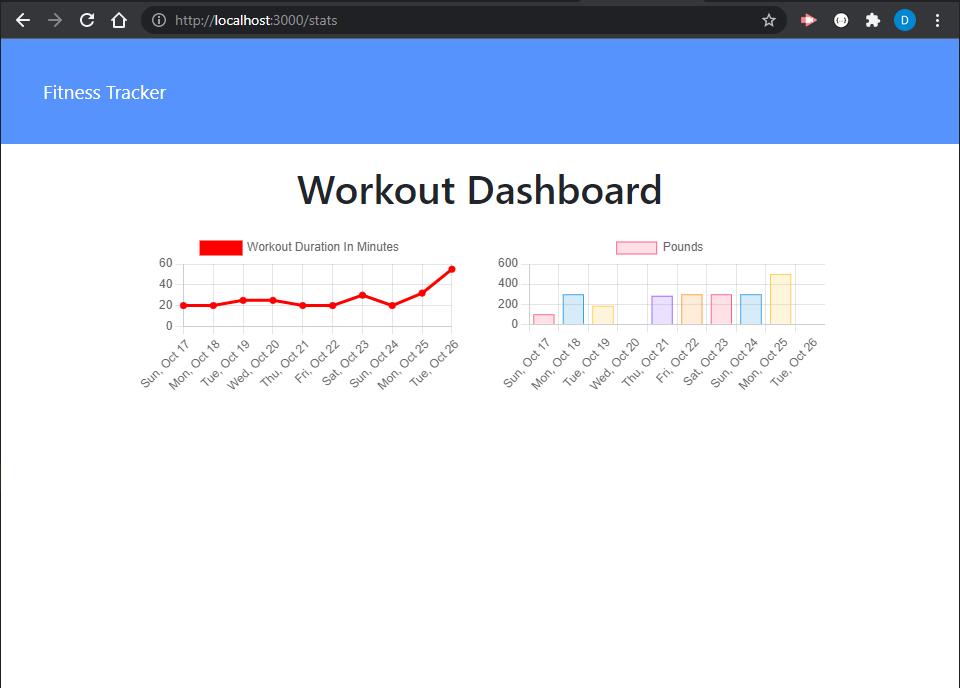 http://localhost:3000/stats
D
Fitness Tracker
Workout Dashboard
Workout Duration In Minutes
60
40
20
0
Sun, Oct 17
Mon, Oct 18
Tue, Oct 19
Wed, Oct 20
Thu, Oct 21
Fri, Oct 22
Sat, Oct 23
Sun, Oct 24
Mon, Oct 25
Tue, Oct 26
Pounds
600
400
200
0
Sun, Oct 17
Mon, Oct 18
Tue, Oct 19
Wed, Oct 20
Thu, Oct 21
Fri, Oct 22
Sat, Oct 23
Sun, Oct 24
Mon, Oct 25
Tue, Oct 26